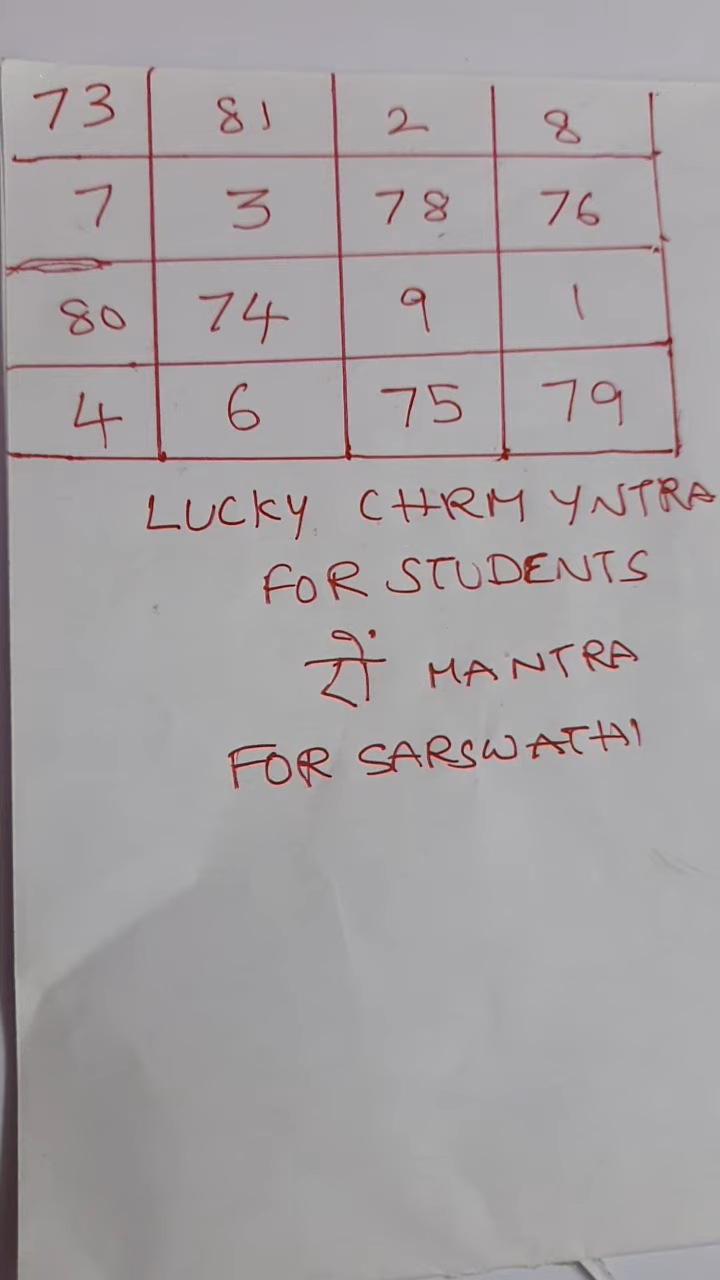 73 81 2 8
7 3 78 76
80 74 9 1
4 6 75 79
LUCKY CHRM YNTRA
FOR STUDENTS
MANTRA
FOR SARSWATHI